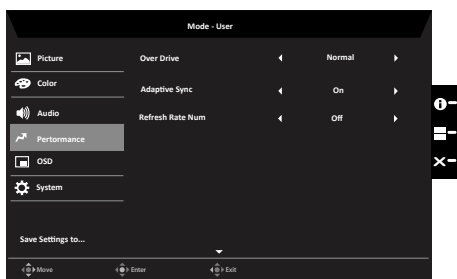 Mode - User
Picture
Over Drive Normal
Color
Adaptive Sync On
Audio
Refresh Rate Num Off
Pertormance
OSD
System
Save Settings to...
Move Enter Exit